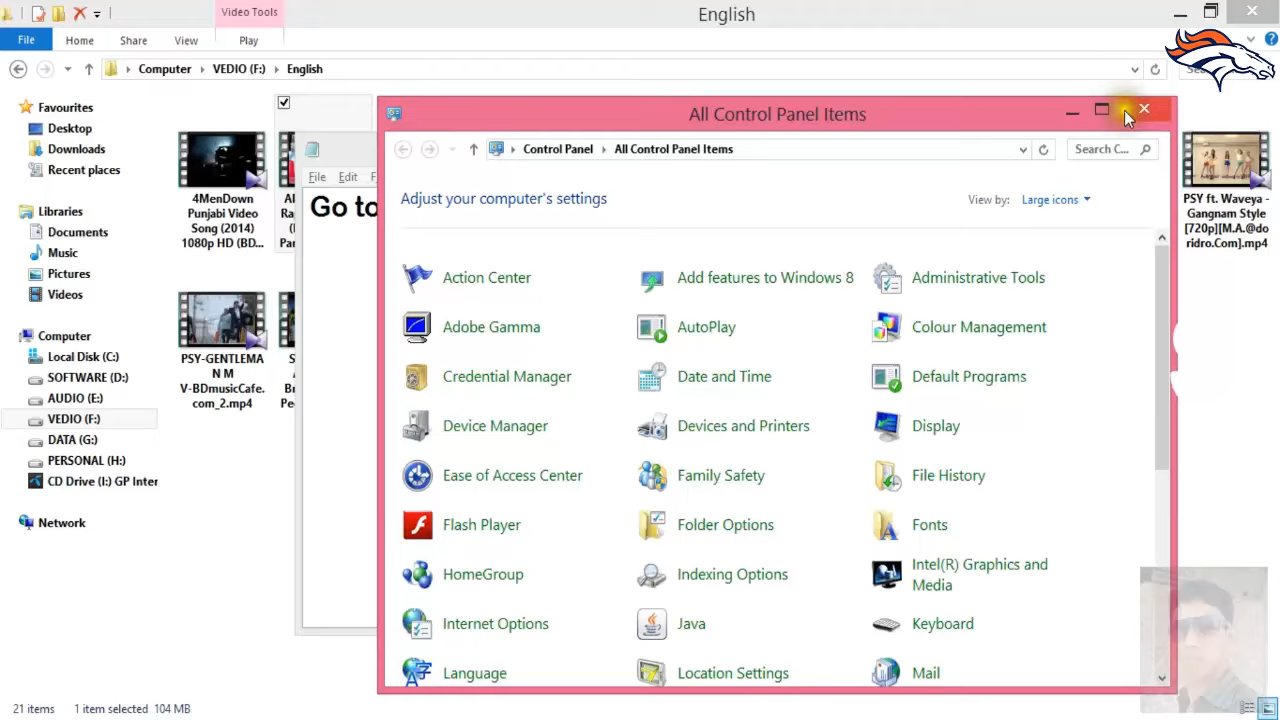 Video Tools
English
File
Home
Share
View
Play
Computer
VEDIO (F:)
English
Favourites
Desktop
Downloads
Recent places
Libraries
Documents
Music
Pictures
Videos
Computer
Local Disk (C:)
SOFTWARE (D:)
AUDIO (E:)
VEDIO (F:)
DATA (G:)
PERSONAL (H:)
CD Drive (I:) GP Inter
Network
4MenDown
Punjabi Video
Song (2014)
1080p HD (BD...
PSY-GENTLEMA
N M
V-BDmusicCafe.
com_2.mp4
File
Edit
Go to
All Control Panel Items
Control Panel
All Control Panel Items
Search C...
Adjust your computer's settings
View by:
Large icons
Action Center
Add features to Windows 8
Administrative Tools
Adobe Gamma
AutoPlay
Colour Management
Credential Manager
Date and Time
Default Programs
Device Manager
Devices and Printers
Display
Ease of Access Center
Family Safety
File History
Flash Player
Folder Options
Fonts
HomeGroup
Indexing Options
Intel(R) Graphics and
Media
Internet Options
Java
Keyboard
Language
Location Settings
Mail
PSY ft. Waveya -
Gangnam Style
[720p][M.A.@do
ridro.Com].mp4
21 items
1 item selected 104 MB